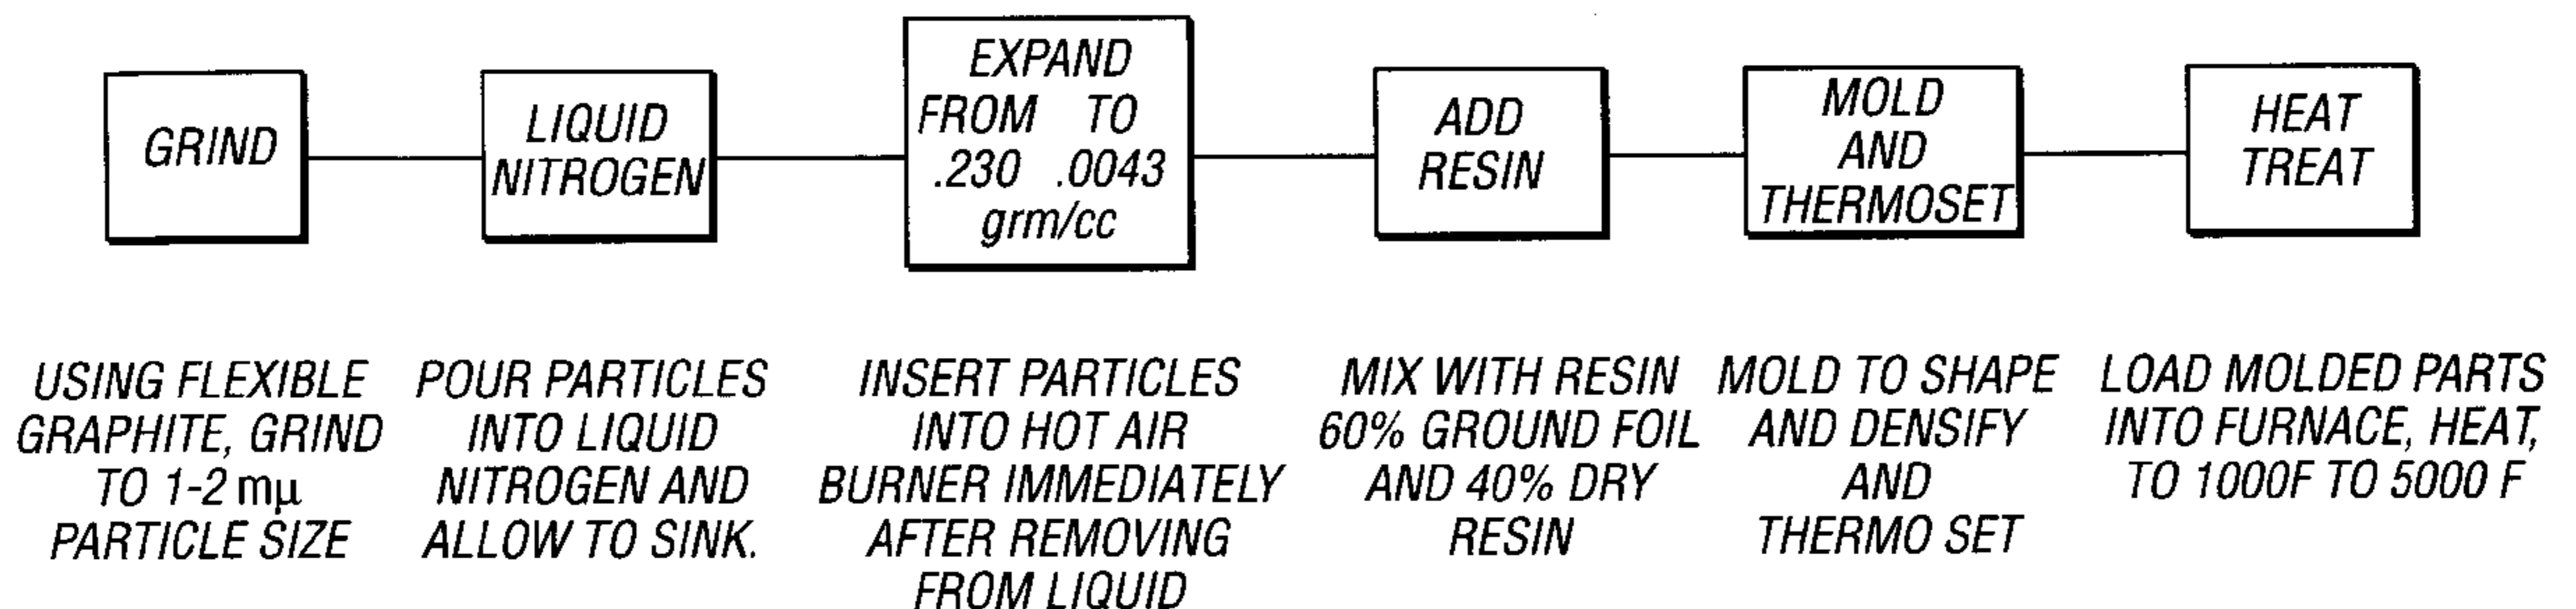 GRIND
LIQUID
NITROGEN
EXPAND
FROM TO
.230 .0043
grm/cc
ADD
RESIN
MOLD
AND
THERMOSET
HEAT
TREAT
USING FLEXIBLE
GRAPHITE, GRIND
TO 1-2 mμ
PARTICLE SIZE
POUR PARTICLES
INTO LIQUID
NITROGEN AND
ALLOW TO SINK.
INSERT PARTICLES
INTO HOT AIR
BURNER IMMEDIATELY
AFTER REMOVING
FROM LIQUID
MIX WITH RESIN
60% GROUND FOIL
AND 40% DRY
RESIN
MOLD TO SHAPE
AND DENSIFY
AND
THERMO SET
LOAD MOLDED PARTS
INTO FURNACE, HEAT,
TO 1000F TO 5000 F